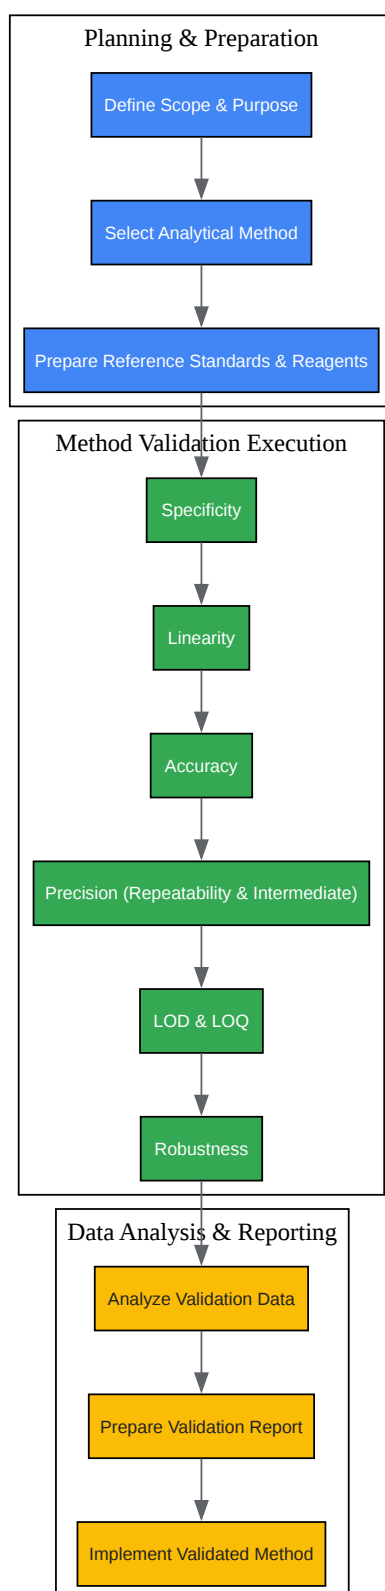 Planning & Preparation
Define Scope & Purpose
Select Analytical Method
Prepare Reference Standards & Reagents
Method Validation Execution
Specificity
Linearity
Accuracy
Precision (Repeatability & Intermediate)
LOD & LOQ
Robustness
Data Analysis & Reporting
Analyze Validation Data
Prepare Validation Report
Implement Validated Method